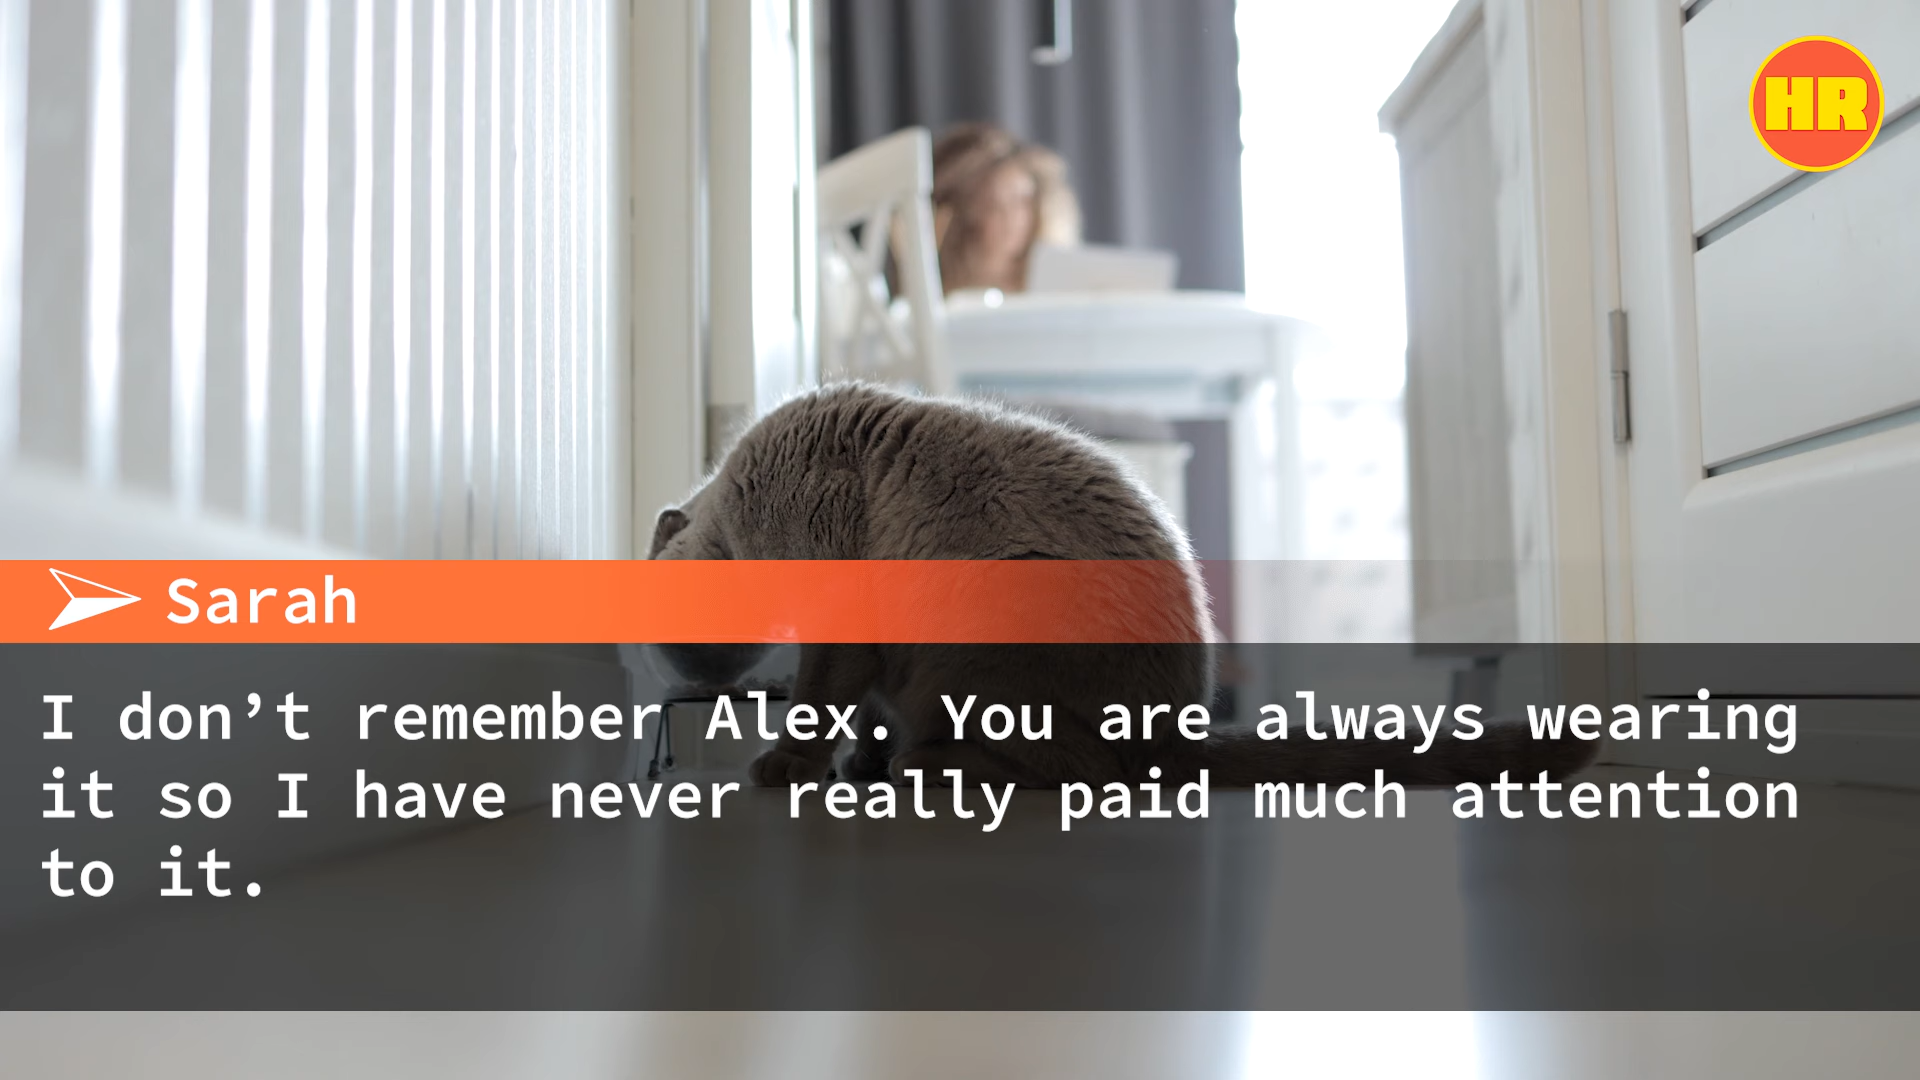 HR
Sarah
I don’t remember Alex. You are always wearing
it so I have never really paid much attention
to it.